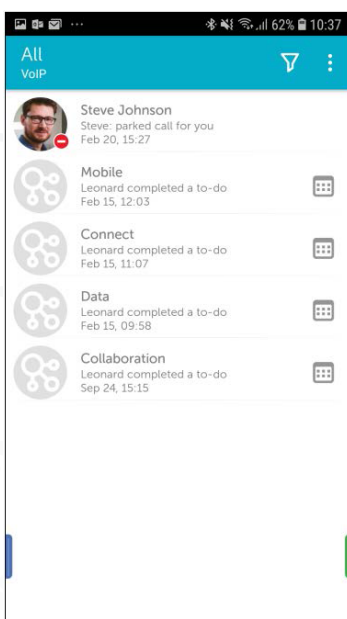 62% 10:37
All
VoIP
Steve Johnson
Steve: parked call for you
Feb 20, 15:27
Mobile
Leonard completed a to-do
Feb 15, 12:03
Connect
Leonard completed a to-do
Feb 15, 11:07
Data
Leonard completed a to-do
Feb 15, 09:58
Collaboration
Leonard completed a to-do
Sep 24, 15:15